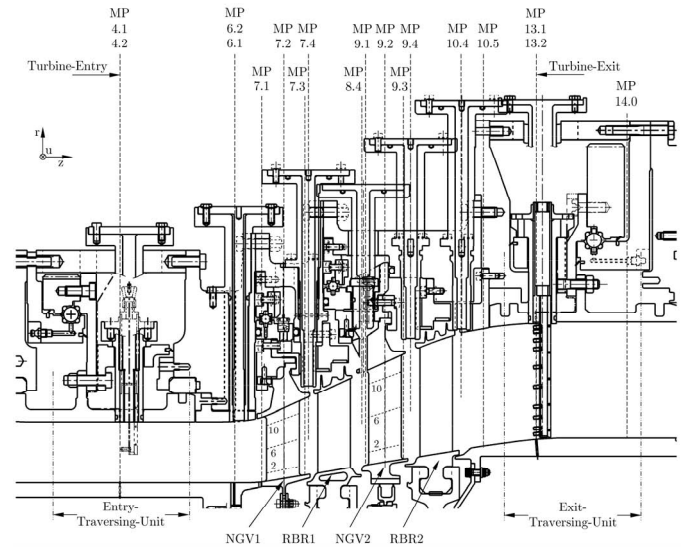 MP
4.1
4.2
MP
6.2
6.1
MP
7.2
MP
7.4
MP
9.1
MP
9.2
MP
9.4
MP
10.4
MP
10.5
MP
13.1
13.2
Turbine-Entry
MP
7.1
MP
7.3
MP
8.4
MP
9.3
Turbine-Exit
MP
14.0
r
u
z
10
6
2
10
6
2
Entry-
Traversing-Unit
Exit-
Traversing-Unit
NGV1
RBR1
NGV2
RBR2